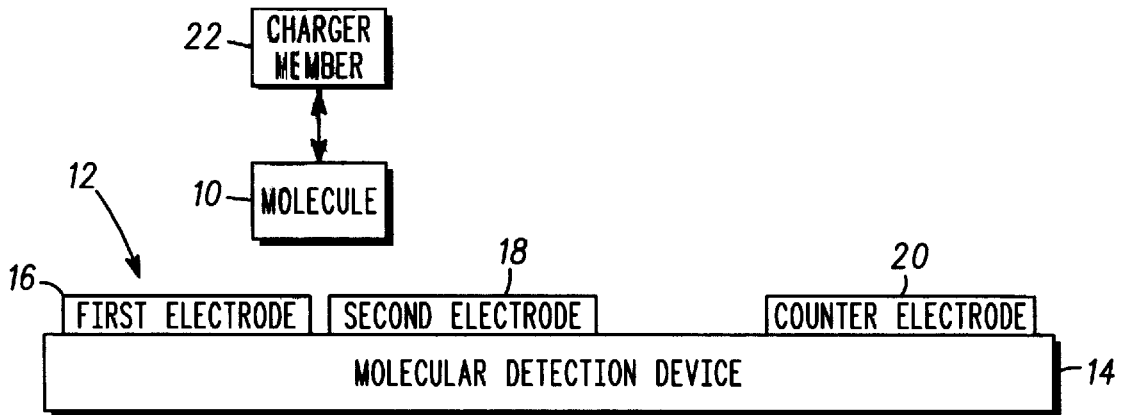 22
CHARGER
MEMBER
12
10
MOLECULE
16
18
20
FIRST ELECTRODE
SECOND ELECTRODE
COUNTER ELECTRODE
MOLECULAR DETECTION DEVICE
14